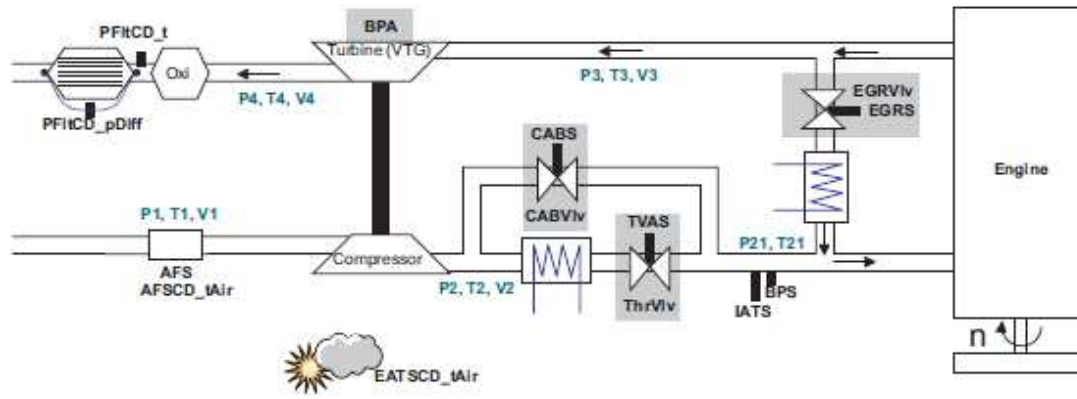 PFltCD_t
BPA
Turbine (VTG)
Oxi
P3, T3, V3
P4, T4, V4
EGRVlv
EGRS
PFltCD_pDiff
CABS
Engine
P1, T1, V1
CABVlv
TVAS
P21, T21
Compressor
AFS
AFSCD_tAir
P2, T2, V2
ThrVlv
BPS
IATS
n
EATSCD_tAir